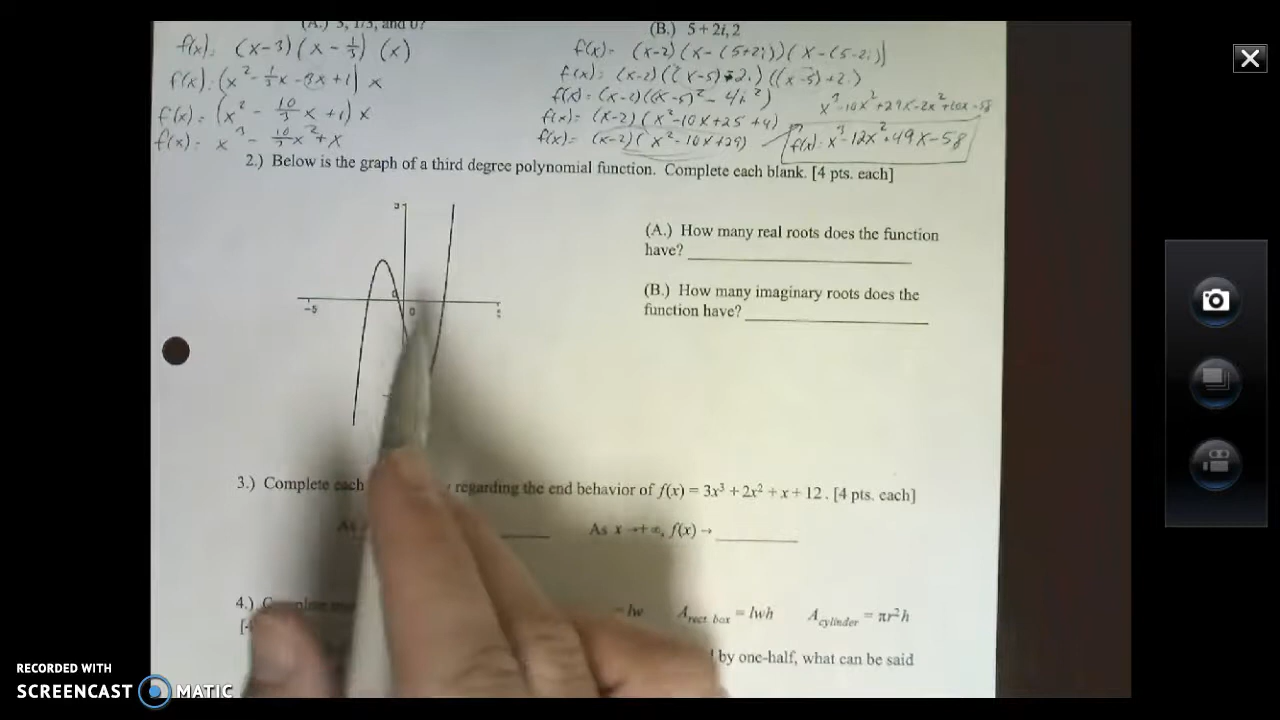 (A.) 3, 1/3, and 0?
f(x): (x-3)(x-1/3)(x)
f(x):(x²-1/3x-3x+1)x
f(x):(x²-10/3x+1)x
f(x): x³-10/3x²+x
(B.) 5+2i, 2
f(x)= (x-2)(x-(5+2i))(x-(5-2i))
f(x): (x-2)((x-5)-2i)((x-5)+2i)
f(x)= (x-2)((x-5)²-4i²)
f(x)= (x-2)(x²-10x+25+4)
f(x)= (x-2)(x²-10x+29)
x³-10x²+29x-2x²+20x-58
f(x): x³-12x²+49x-58
2.) Below is the graph of a third degree polynomial function. Complete each blank. [4 pts. each]
-5
0
(A.) How many real roots does the function
have?
(B.) How many imaginary roots does the
function have?
3.) Complete each regarding the end behavior of f(x) = 3x³ + 2x² + x + 12. [4 pts. each]
As x→+∞, f(x)→
4.)
= lw A rect. box = lwh A cylinder = πr²h
by one-half, what can be said
RECORDED WITH
SCREENCAST MATIC